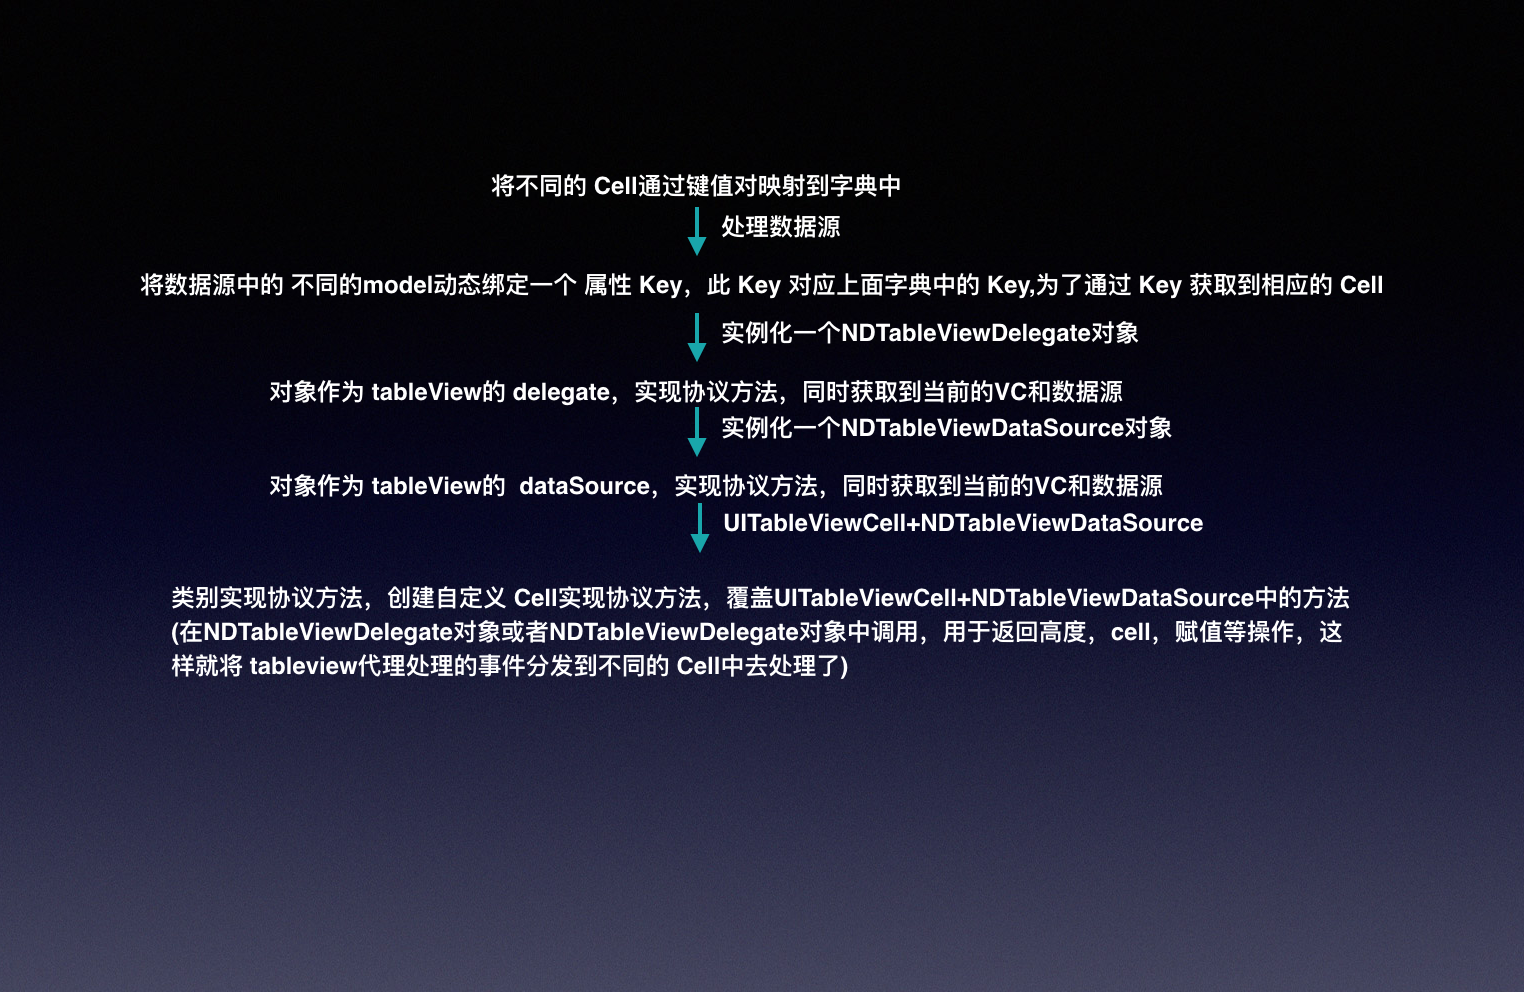 将不同的 Cell通过键值对映射到字典中
处理数据源
将数据源中的 不同的model动态绑定一个 属性 Key，此 Key 对应上面字典中的 Key,为了通过 Key 获取到相应的 Cell
实例化一个NDTableViewDelegate对象
对象作为 tableView的 delegate，实现协议方法，同时获取到当前的VC和数据源
实例化一个NDTableViewDataSource对象
对象作为 tableView的  dataSource，实现协议方法，同时获取到当前的VC和数据源
UITableViewCell+NDTableViewDataSource
类别实现协议方法，创建自定义 Cell实现协议方法，覆盖UITableViewCell+NDTableViewDataSource中的方法
(在NDTableViewDelegate对象或者NDTableViewDelegate对象中调用，用于返回高度，cell，赋值等操作，这
样就将 tableview代理处理的事件分发到不同的 Cell中去处理了)